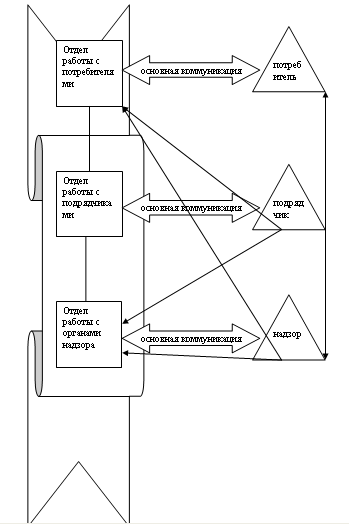 Отдел
работы с
потребителя
ми
основная коммуникация
потреб
итель
Отдел
работы с
подрядчика
ми
основная коммуникация
подряд
чик
Отдел
работы с
органами
надзора
основная коммуникация
надзор